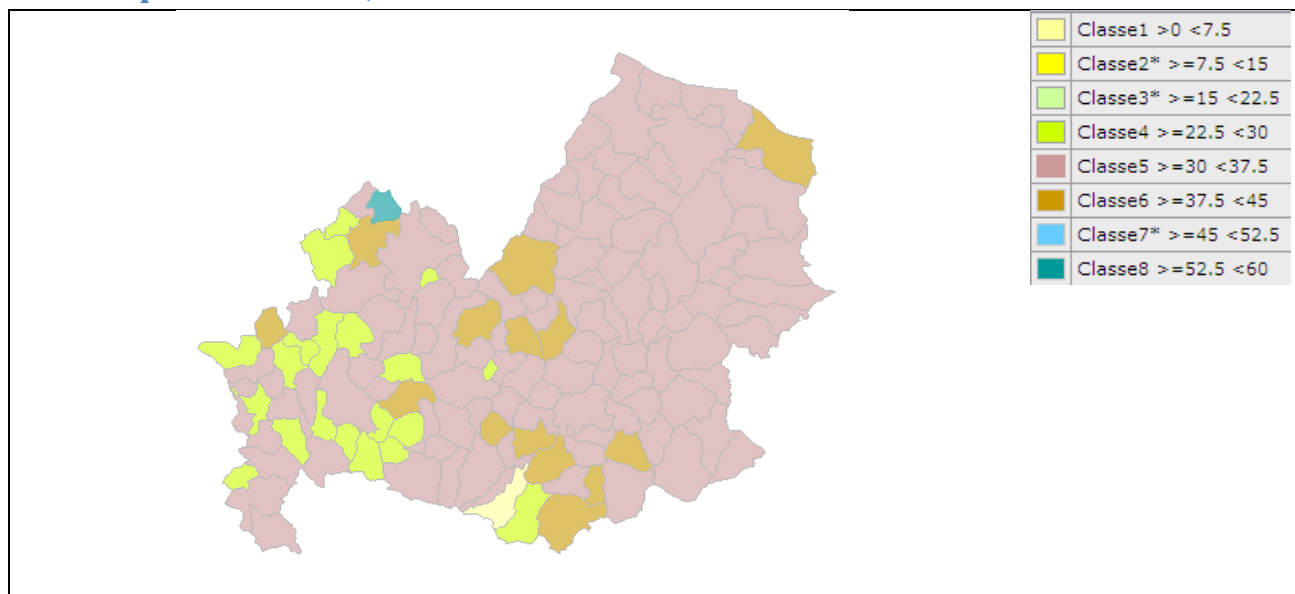 Classe1 >0 <7.5
Classe2* >=7.5 <15
Classe3* >=15 <22.5
Classe4 >=22.5 <30
Classe5 >=30 <37.5
Classe6 >=37.5 <45
Classe7* >=45 <52.5
Classe8 >=52.5 <60